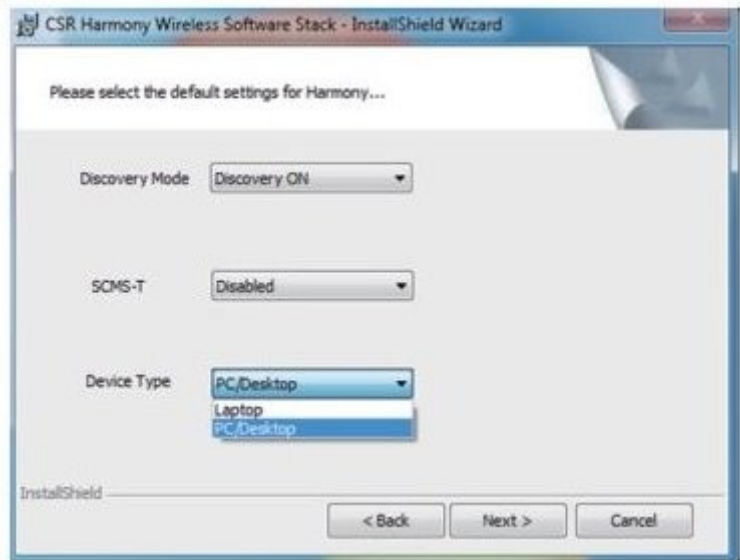 CSR Harmony Wireless Software Stack - InstallShield Wizard
Please select the default settings for Harmony...
Discovery Mode Discovery ON
SCMS-T Disabled
Device Type PC/Desktop
Laptop
PC/Desktop
InstallShield
< Back Next > Cancel